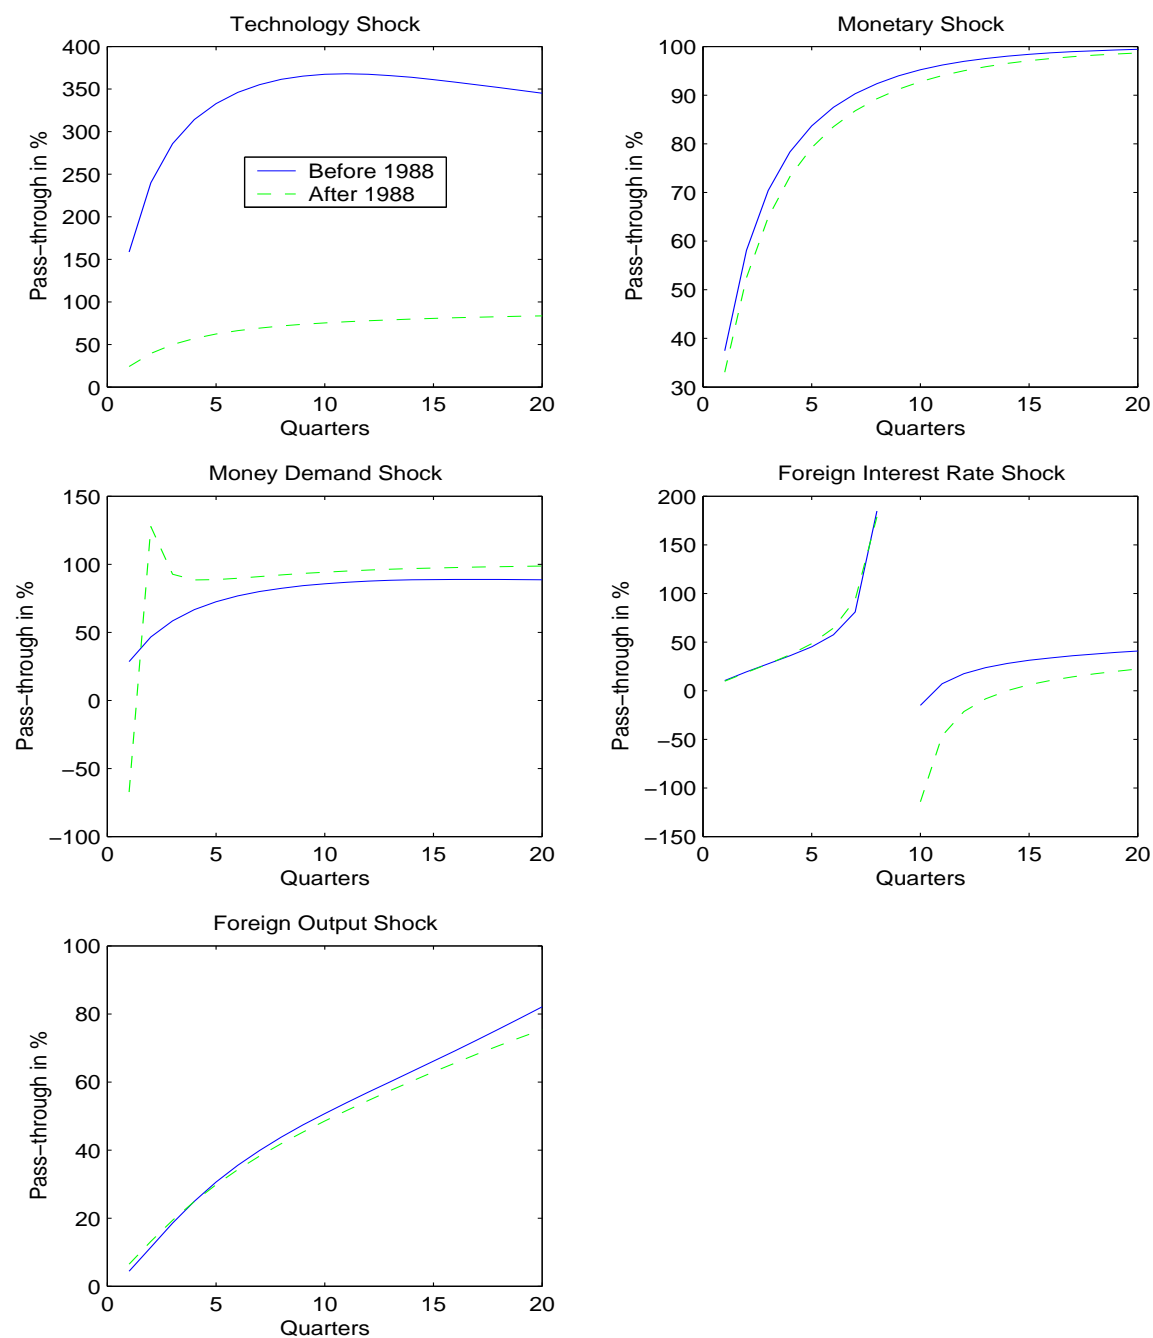 Technology Shock
Pass−through in %
400
350
300
250
200
150
100
50
0
Before 1988
After 1988
0 5 10 15 20
Quarters
Monetary Shock
Pass−through in %
100
90
80
70
60
50
40
30
0 5 10 15 20
Quarters
Money Demand Shock
Pass−through in %
150
100
50
0
−50
−100
0 5 10 15 20
Quarters
Foreign Interest Rate Shock
Pass−through in %
200
150
100
50
0
−50
−100
−150
0 5 10 15 20
Quarters
Foreign Output Shock
Pass−through in %
100
80
60
40
20
0
0 5 10 15 20
Quarters